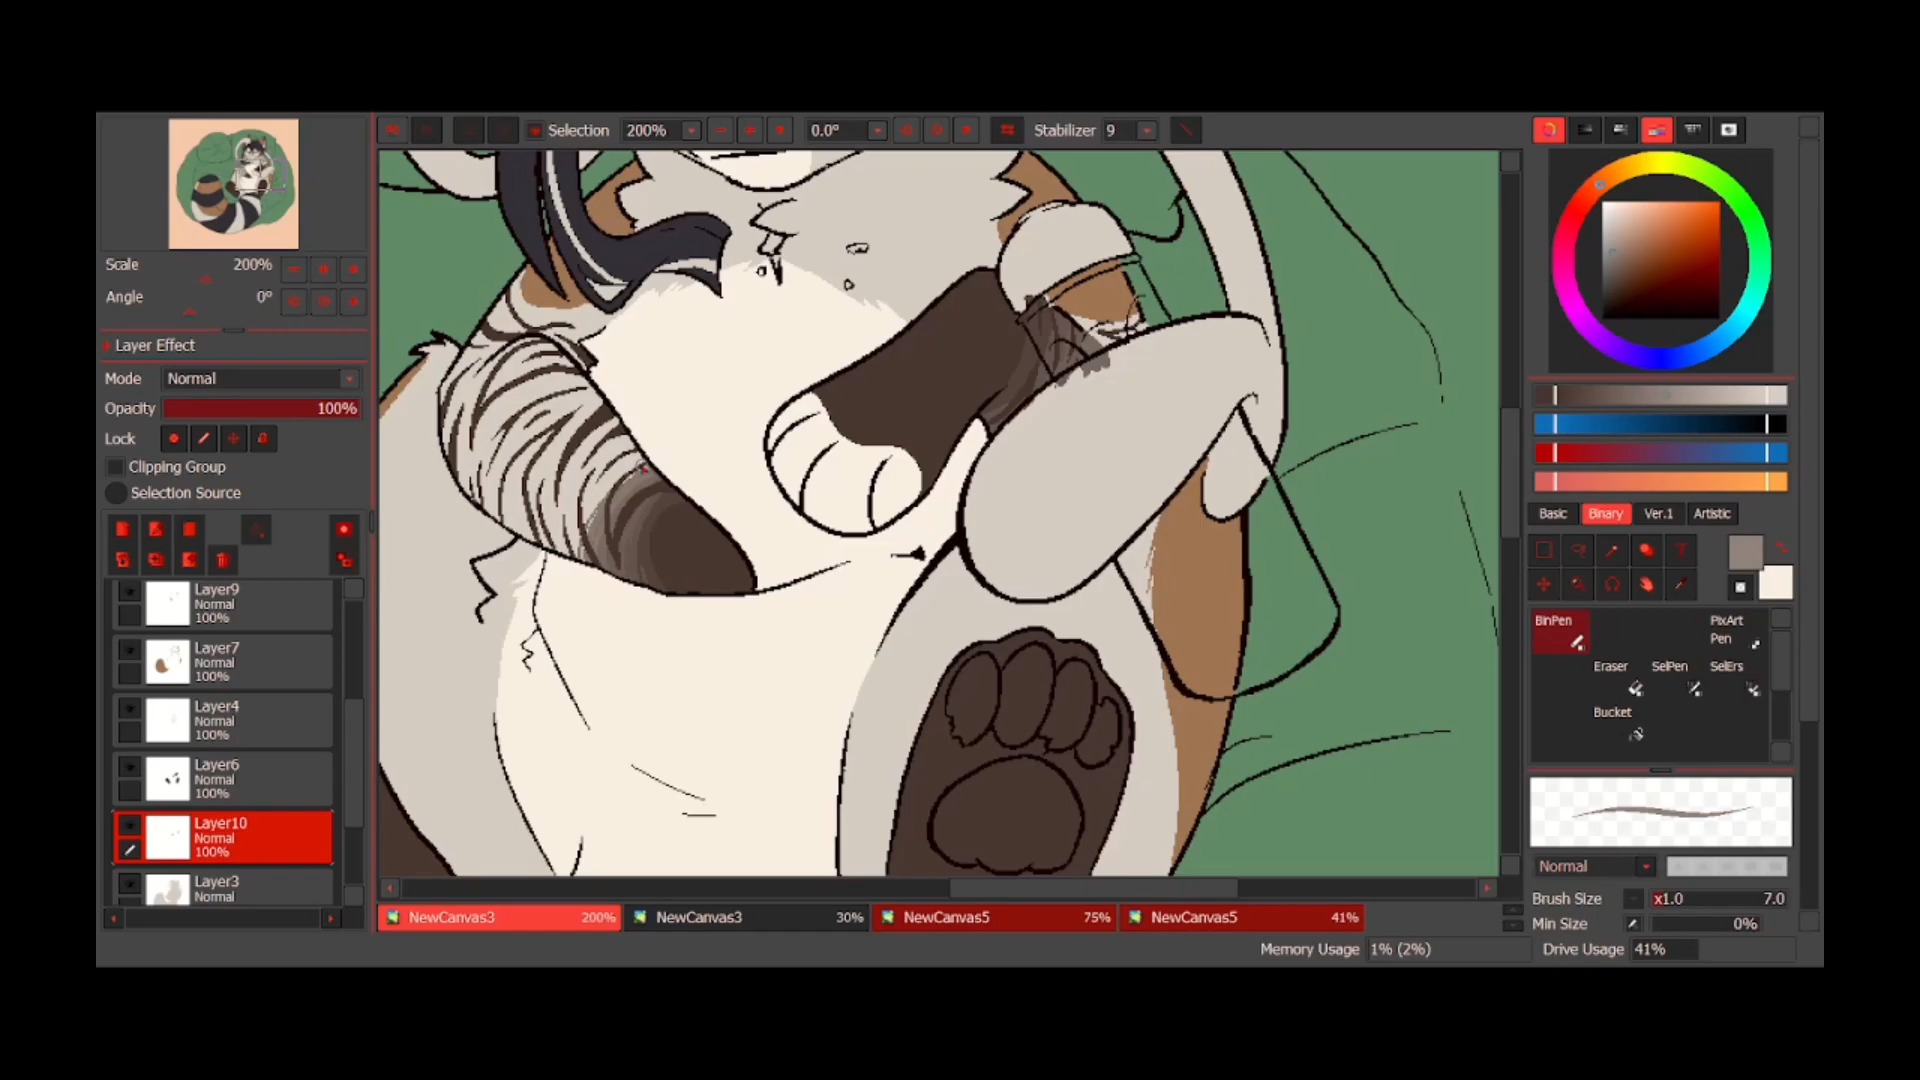 Selection 200% 0.0° Stabilizer 9
Scale 200%
Angle 0°
Layer Effect
Mode Normal
Opacity 100%
Lock
Clipping Group
Selection Source
Layer9
Normal
100%
Layer7
Normal
100%
Layer4
Normal
100%
Layer6
Normal
100%
Layer10
Normal
100%
Layer3
Normal
Basic Binary Ver.1 Artistic
BinPen
PixArt
Pen
Eraser SelPen SelErs
Bucket
Normal
Brush Size x1.0 7.0
Min Size 0%
NewCanvas3 200% NewCanvas3 30% NewCanvas5 75% NewCanvas5 41%
Memory Usage 1% (2%) Drive Usage 41%